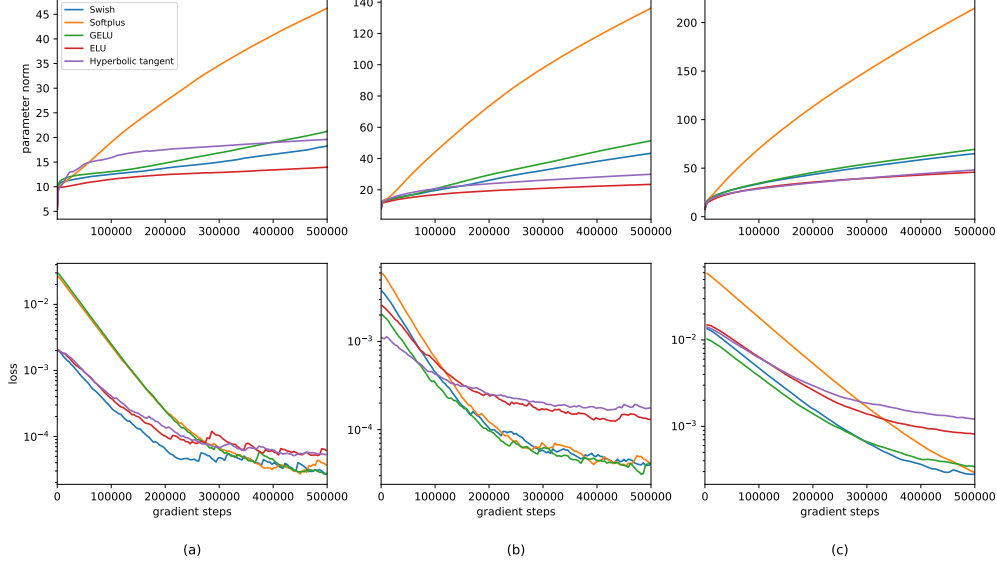 45
40
35
30
25
20
15
10
5
parameter norm
Swish
Softplus
GELU
ELU
Hyperbolic tangent
100000 200000 300000 400000 500000
140
120
100
80
60
40
20
100000 200000 300000 400000 500000
200
150
100
50
0
100000 200000 300000 400000 500000
10⁻²
10⁻³
10⁻⁴
loss
0 100000 200000 300000 400000 500000
gradient steps
10⁻³
10⁻⁴
0 100000 200000 300000 400000 500000
gradient steps
10⁻²
10⁻³
0 100000 200000 300000 400000 500000
gradient steps
(a)
(b)
(c)